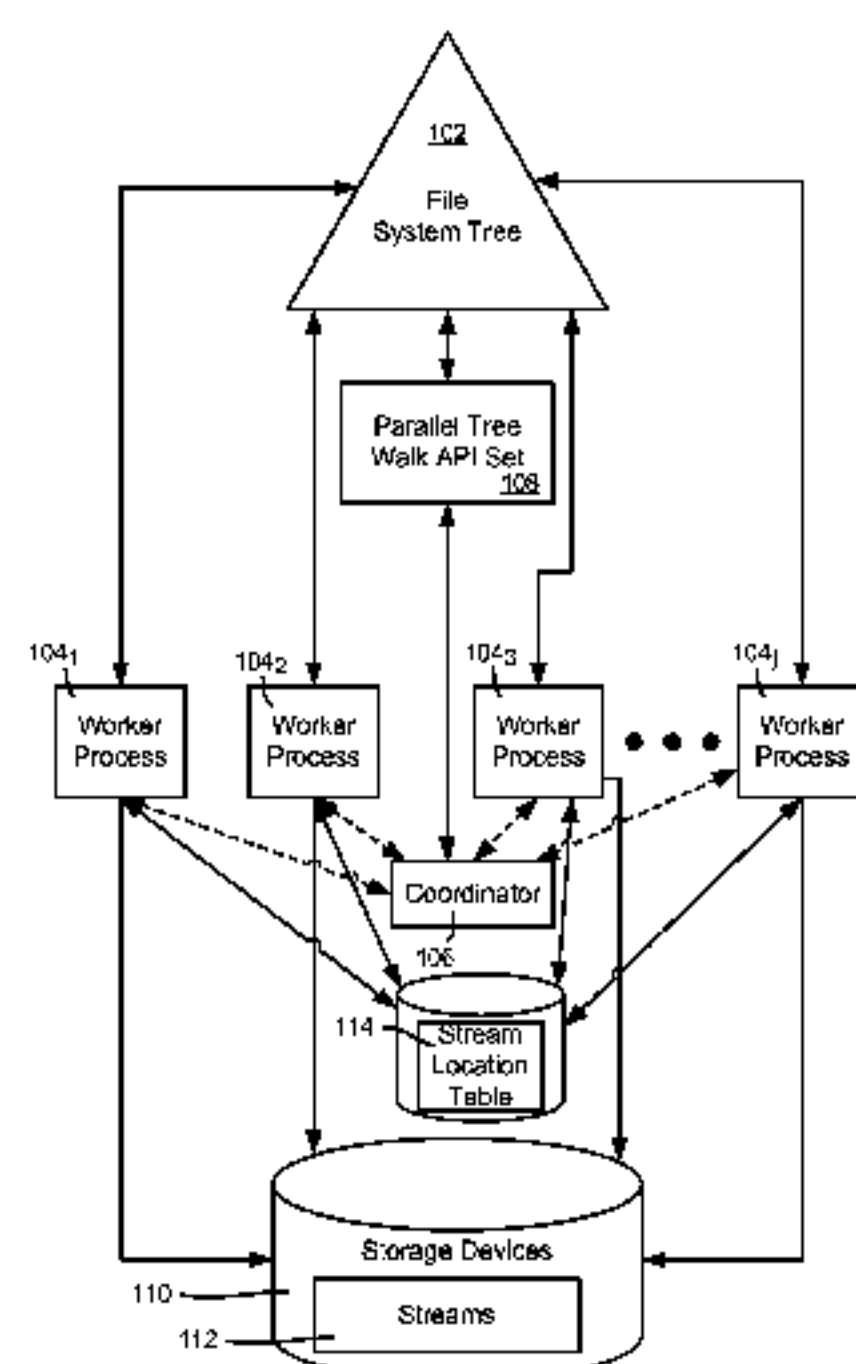 102
File
System Tree
Parallel Tree
Walk API Set
108
104₁
104₂
104₃
104ⱼ
Worker
Process
Worker
Process
Worker
Process
Worker
Process
Coordinator
106
114
Stream
Location
Table
Storage Devices
110
Streams
112